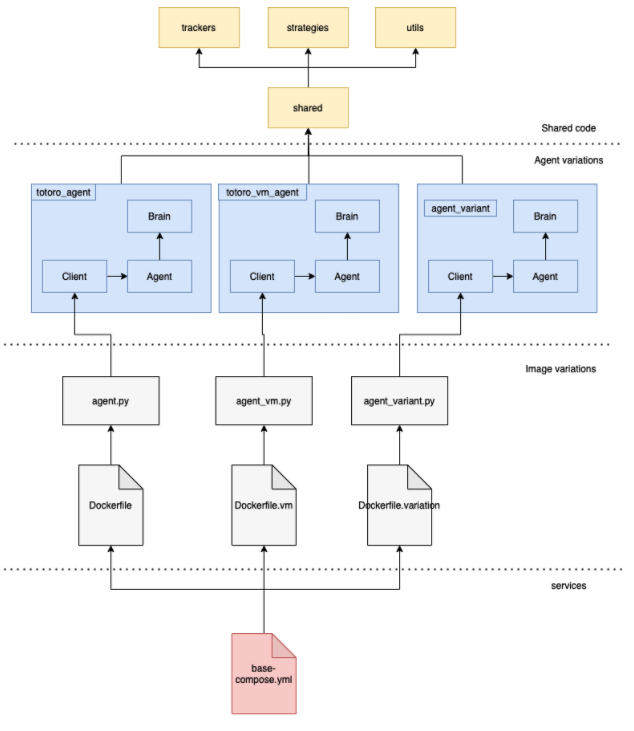 trackers
strategies
utils
shared
Shared code
Agent variations
totoro_agent
totoro_vm_agent
agent_variant
Brain
Brain
Brain
Client
Agent
Client
Agent
Client
Agent
Image variations
agent.py
agent_vm.py
agent_variant.py
Dockerfile
Dockerfile.vm
Dockerfile.variation
services
base-
compose.yml